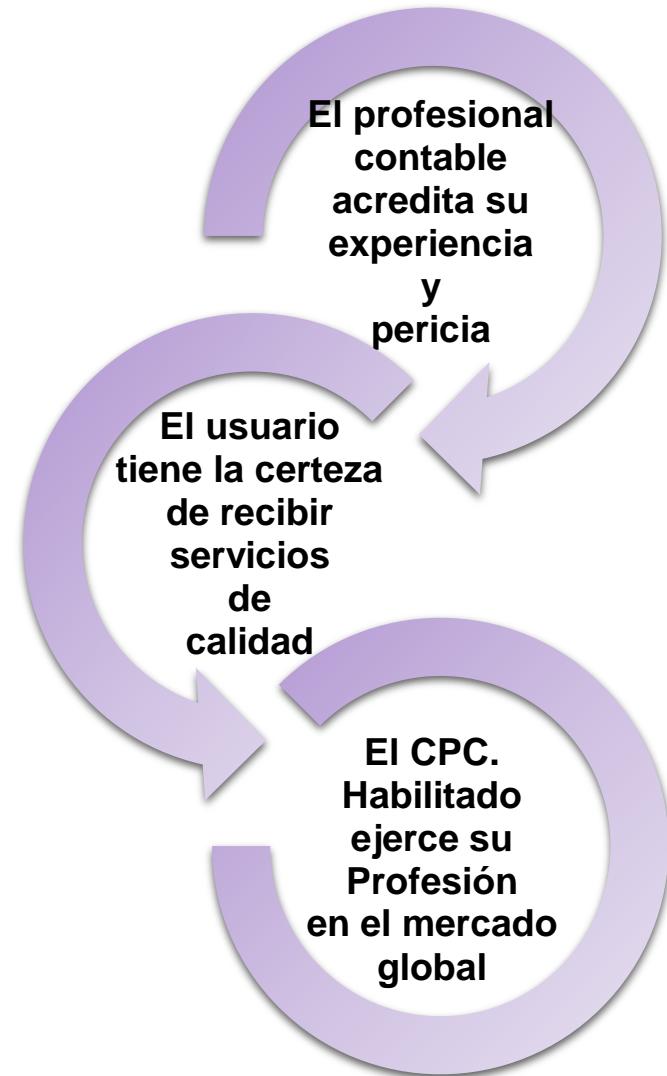 El profesional
contable
acredita su
experiencia
y
pericia
El usuario
tiene la certeza
de recibir
servicios
de
calidad
El CPC.
Habilitado
ejerce su
Profesión
en el mercado
global